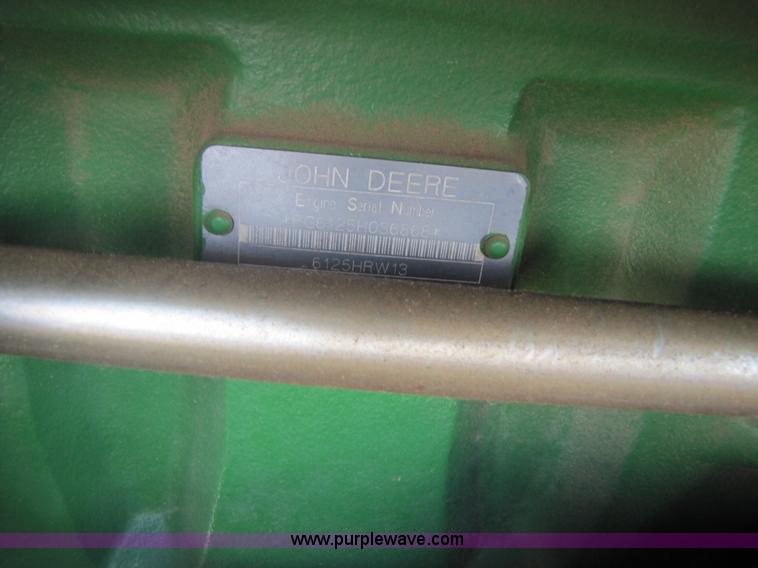 JOHN DEERE
Engine Serial Number
6125HRW13
www.purplewave.com